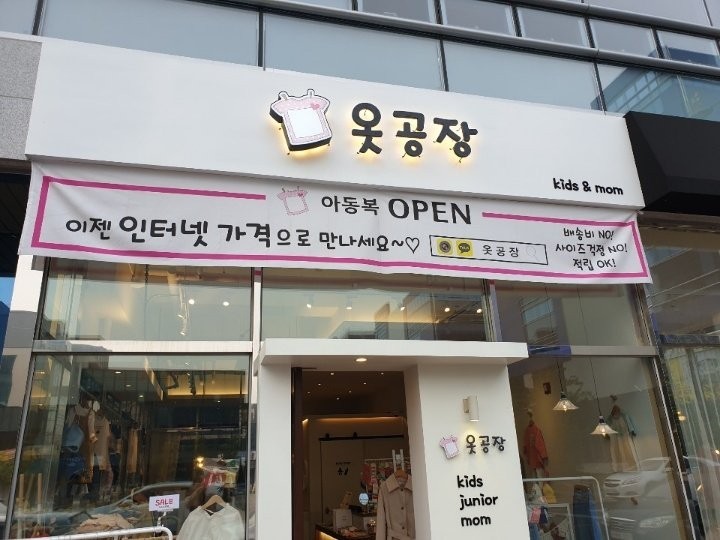 옷공장
kids & mom
아동복 OPEN
이젠 인터넷 가격으로 만나세요~♡
옷공장
배송비 NO!
사이즈걱정 NO!
적립 OK!
옷공장
kids
junior
mom
SALE